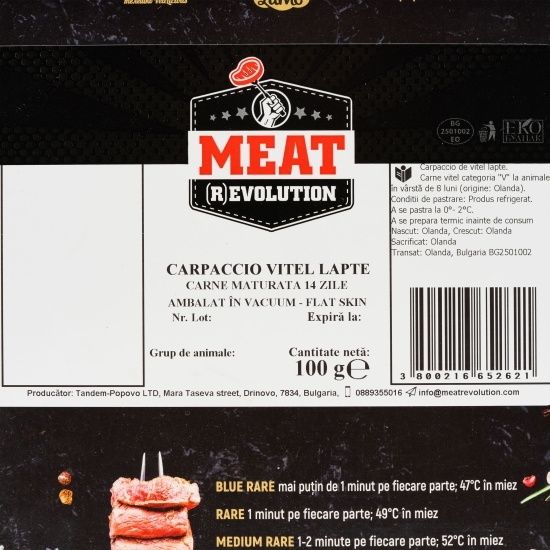 BG
2501002
EO
EKO
MEAT
(R)EVOLUTION
Carpaccio de vitel lapte.
Carne vitel categoria "V" la animale
în vârstă de 8 luni (origine: Olanda).
Conditii de pastrare: Produs refrigerat.
A se pastra la 0°- 2°C.
A se prepara termic inainte de consum
Nascut: Olanda, Crescut: Olanda
Sacrificat: Olanda
Transat: Olanda, Bulgaria BG2501002
CARPACCIO VITEL LAPTE
CARNE MATURATA 14 ZILE
AMBALAT ÎN VACUUM - FLAT SKIN
Nr. Lot: Expiră la:
Grup de animale: Cantitate netă:
100 g℮
3 800216 652621
Producător: Tandem-Popovo LTD, Mara Taseva street, Drinovo, 7834, Bulgaria, 0889355016 info@meatrevolution.com
BLUE RARE mai puțin de 1 minut pe fiecare parte; 47°C în miez
RARE 1 minut pe fiecare parte; 49°C în miez
MEDIUM RARE 1-2 minute pe fiecare parte; 52°C în miez